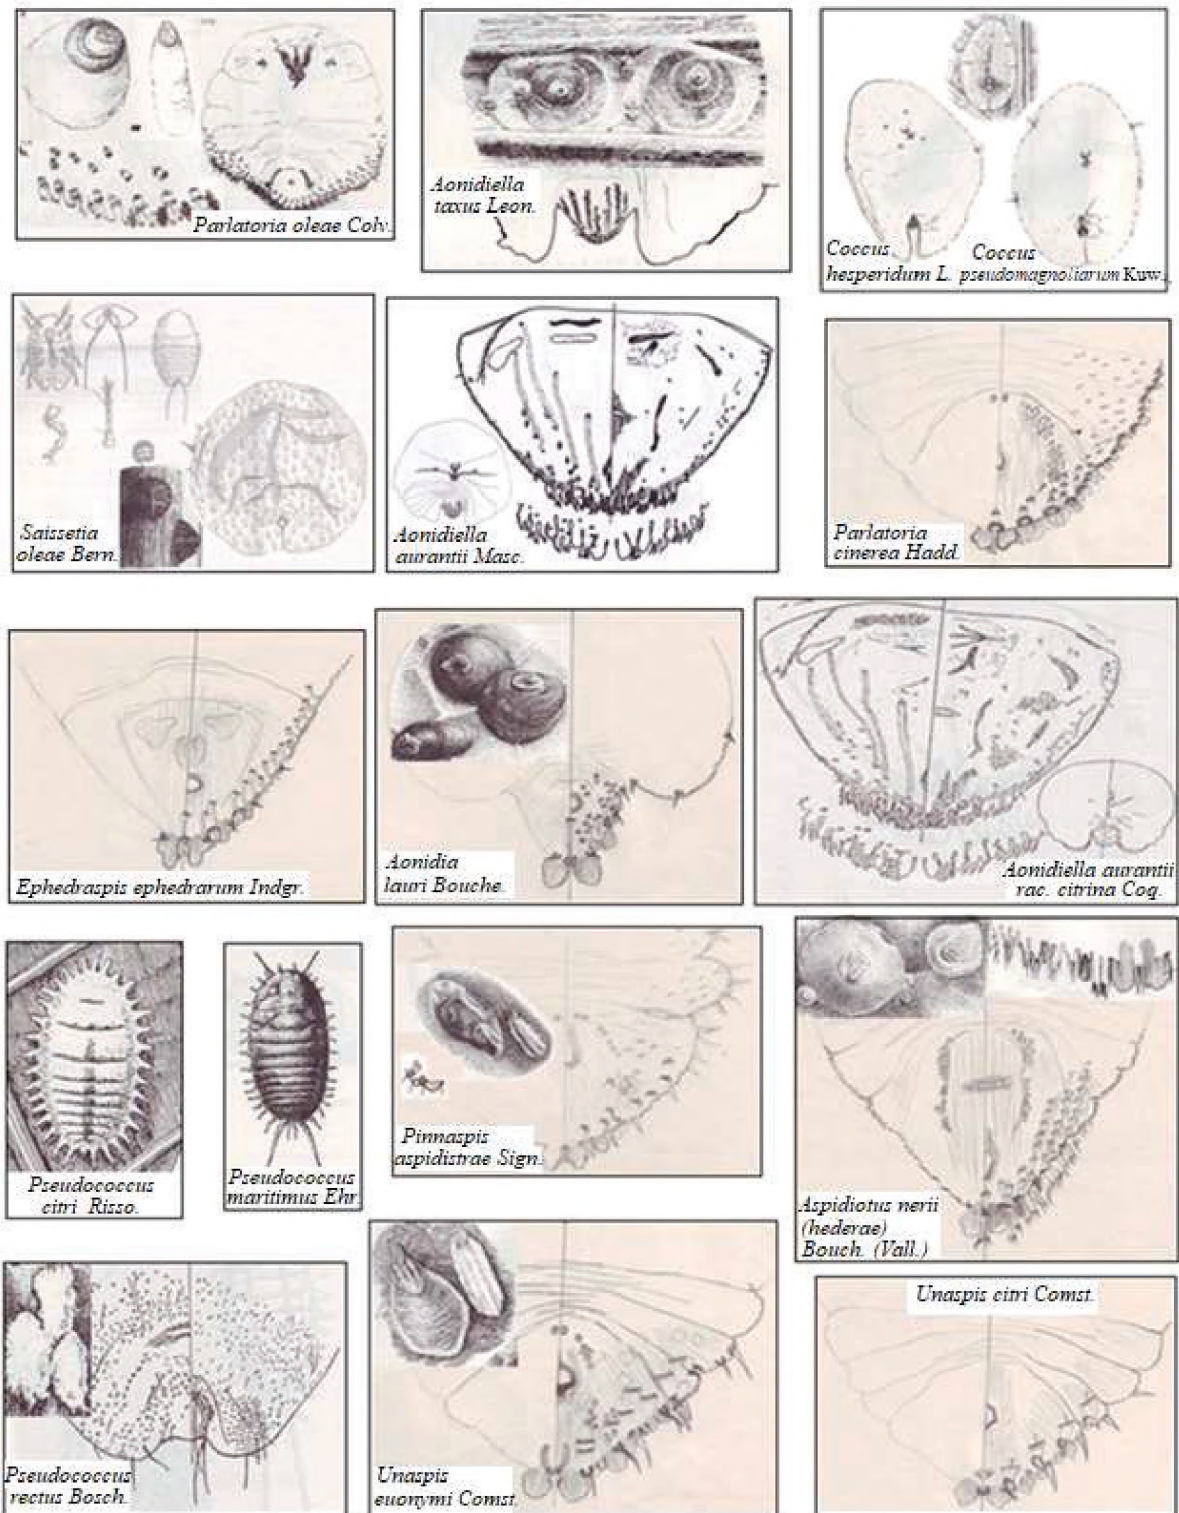 Parlatoria oleae Colv.
Aonidiella
taxus Leon.
Coccus
hesperidum L.
Coccus
pseudomagnoliarum Kuw.
Saissetia
oleae Bern.
Aonidiella
aurantii Masc.
Parlatoria
cinerea Hadd.
Ephedraspis ephedrarum Indgr.
Aonidia
lauri Bouche.
Aonidiella aurantii
rac. citrina Coq.
Pseudococcus
citri Risso.
Pseudococcus
maritimus Ehr.
Pinnaspis
aspidistrae Sign.
Aspidiotus nerii
(hederae)
Bouch. (Vall.)
Pseudococcus
rectus Bosch.
Unaspis
euonymi Comst.
Unaspis citri Comst.